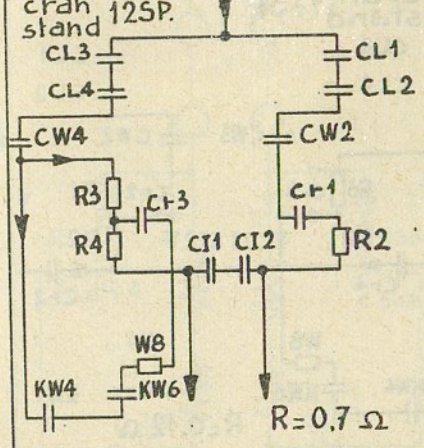 cran 12SP.
stand
CL3
CL1
CL4
CL2
CW4
CW2
R3
Cr3
Cr1
R4
CI1 CI2
R2
W8
KW4
KW6
R=0,7 Ω